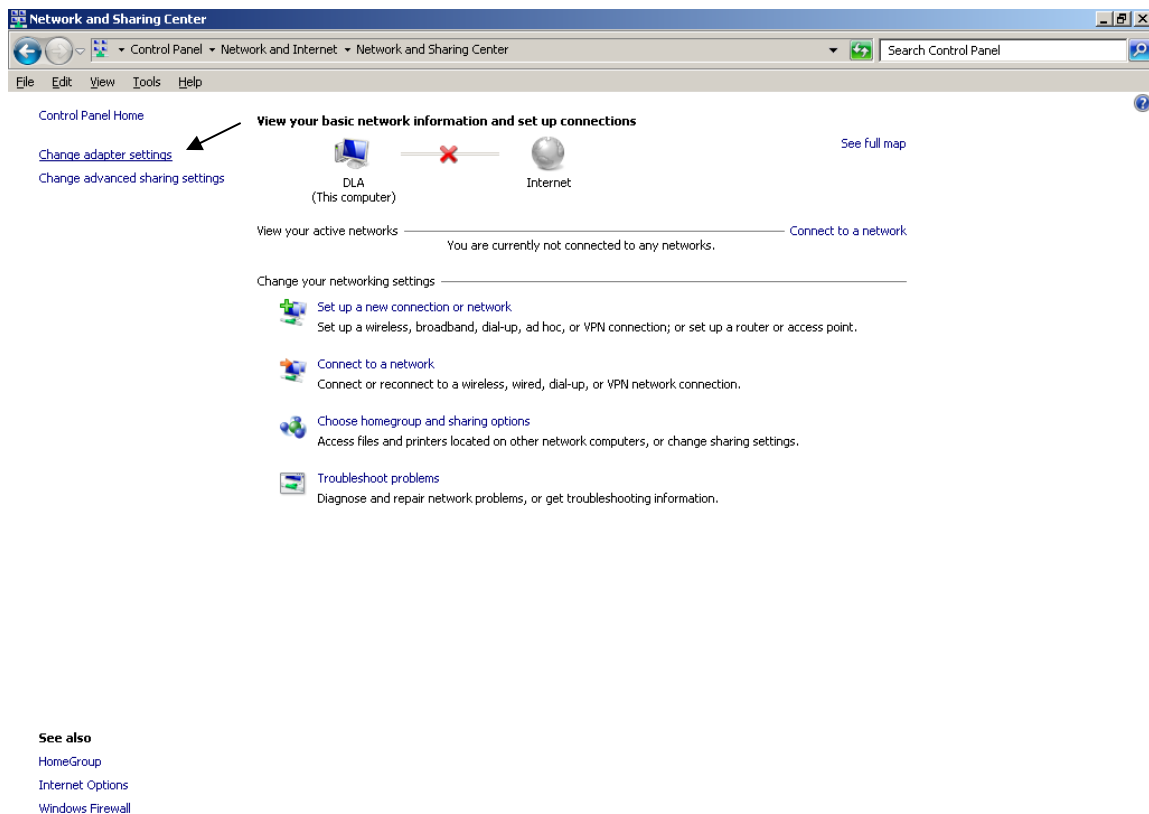 Network and Sharing Center
Control Panel Network and Internet Network and Sharing Center
Search Control Panel
File Edit View Tools Help
Control Panel Home
Change adapter settings
Change advanced sharing settings
View your basic network information and set up connections
See full map
DLA
(This computer)
Internet
View your active networks
Connect to a network
You are currently not connected to any networks.
Change your networking settings
Set up a new connection or network
Set up a wireless, broadband, dial-up, ad hoc, or VPN connection; or set up a router or access point.
Connect to a network
Connect or reconnect to a wireless, wired, dial-up, or VPN network connection.
Choose homegroup and sharing options
Access files and printers located on other network computers, or change sharing settings.
Troubleshoot problems
Diagnose and repair network problems, or get troubleshooting information.
See also
HomeGroup
Internet Options
Windows Firewall